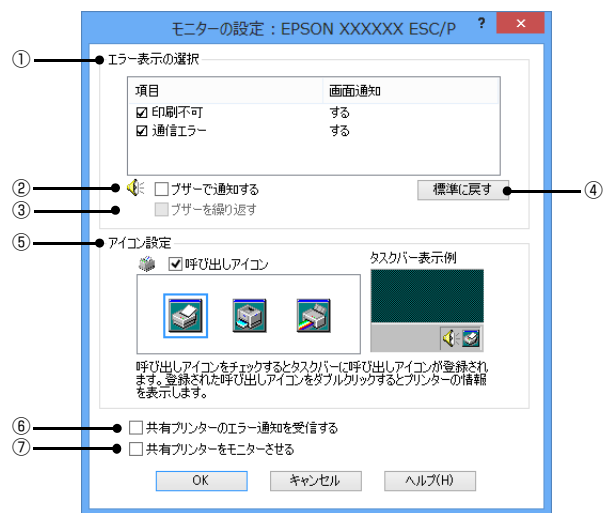 モニターの設定：EPSON XXXXXX ESC/P ? ×
① エラー表示の選択
項目 画面通知
印刷不可 する
通信エラー する
② ブザーで通知する 標準に戻す ④
③ ブザーを繰り返す
⑤ アイコン設定
呼び出しアイコン タスクバー表示例
呼び出しアイコンをチェックするとタスクバーに呼び出しアイコンが登録され
ます。登録された呼び出しアイコンをダブルクリックするとプリンターの情報
を表示します。
⑥ 共有プリンターのエラー通知を受信する
⑦ 共有プリンターをモニターさせる
OK キャンセル ヘルプ(H)